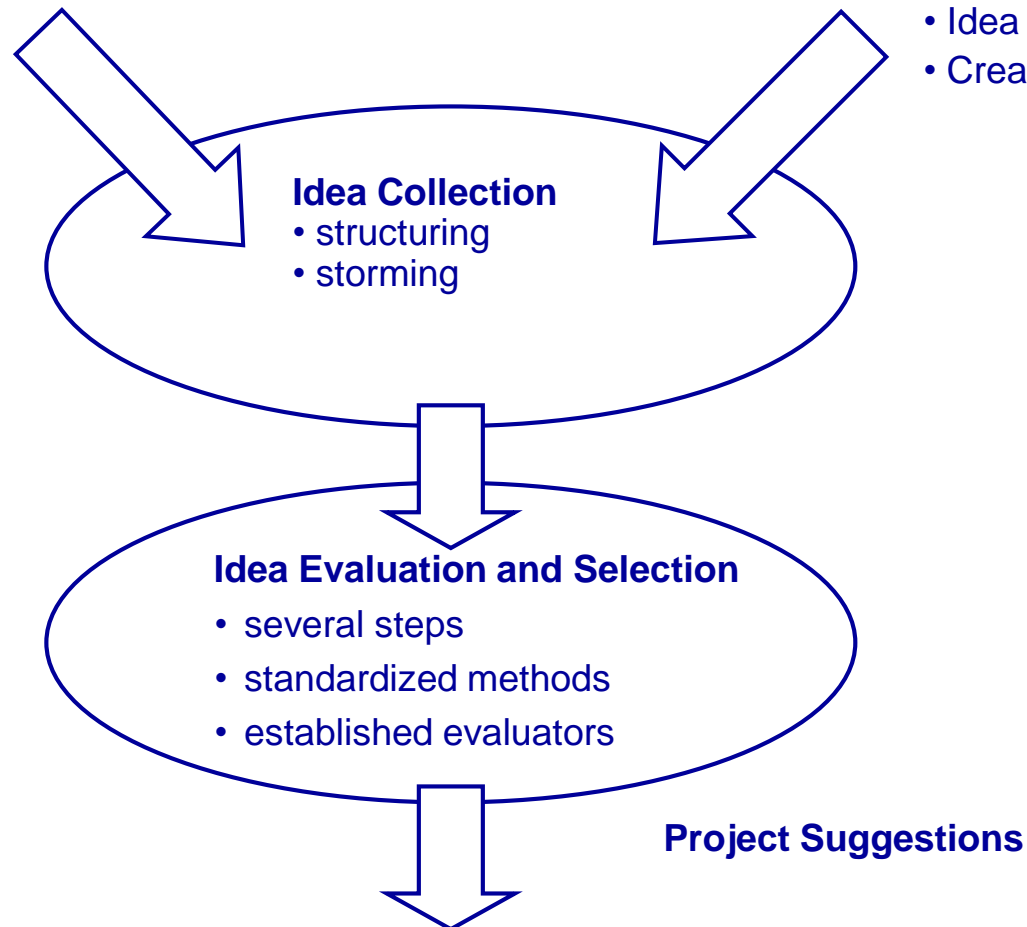 • Idea
• Crea
Idea Collection
• structuring
• storming
Idea Evaluation and Selection
• several steps
• standardized methods
• established evaluators
Project Suggestions